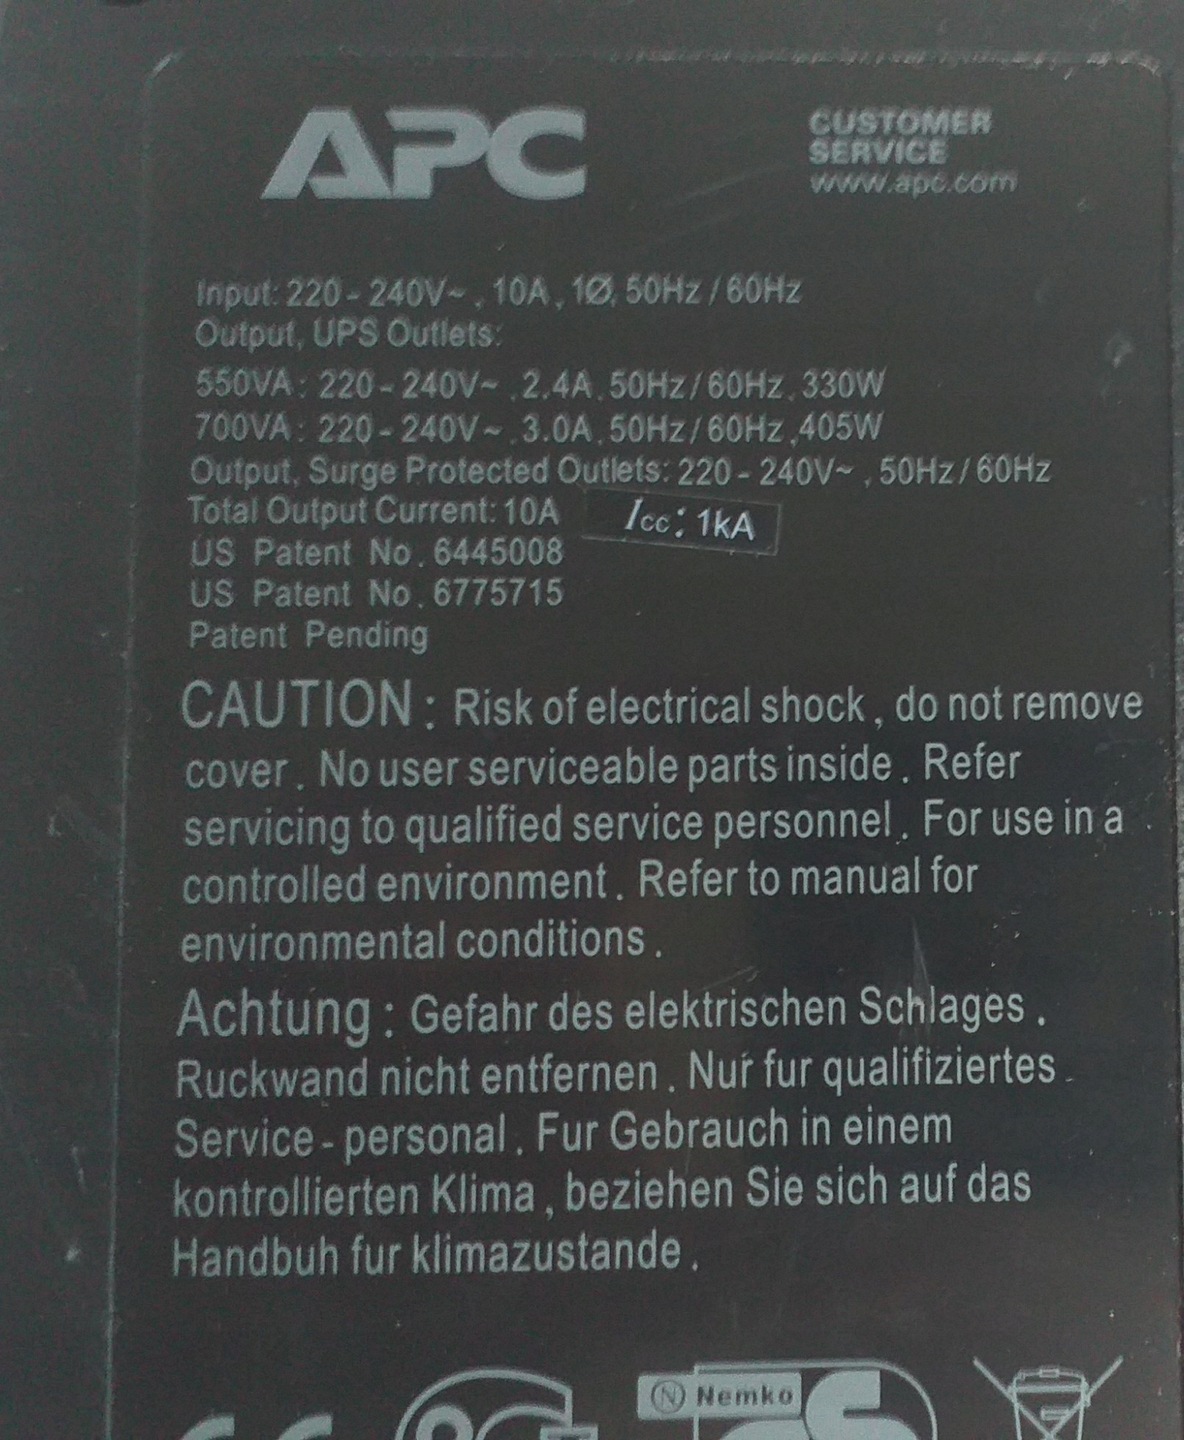 APC
CUSTOMER
SERVICE
www.apc.com
Input: 220 - 240V~ , 10A , 1Ø, 50Hz / 60Hz
Output, UPS Outlets:
550VA : 220 - 240V~ , 2.4A , 50Hz / 60Hz , 330W
700VA : 220 - 240V~ , 3.0A , 50Hz / 60Hz , 405W
Output, Surge Protected Outlets: 220 - 240V~ , 50Hz / 60Hz
Total Output Current: 10A
Icc: 1kA
US Patent No. 6445008
US Patent No. 6775715
Patent Pending
CAUTION : Risk of electrical shock , do not remove
cover . No user serviceable parts inside . Refer
servicing to qualified service personnel . For use in a
controlled environment . Refer to manual for
environmental conditions .
Achtung : Gefahr des elektrischen Schlages .
Ruckwand nicht entfernen . Nur fur qualifiziertes
Service - personal . Fur Gebrauch in einem
kontrollierten Klima , beziehen Sie sich auf das
Handbuh fur klimazustande .
N Nemko